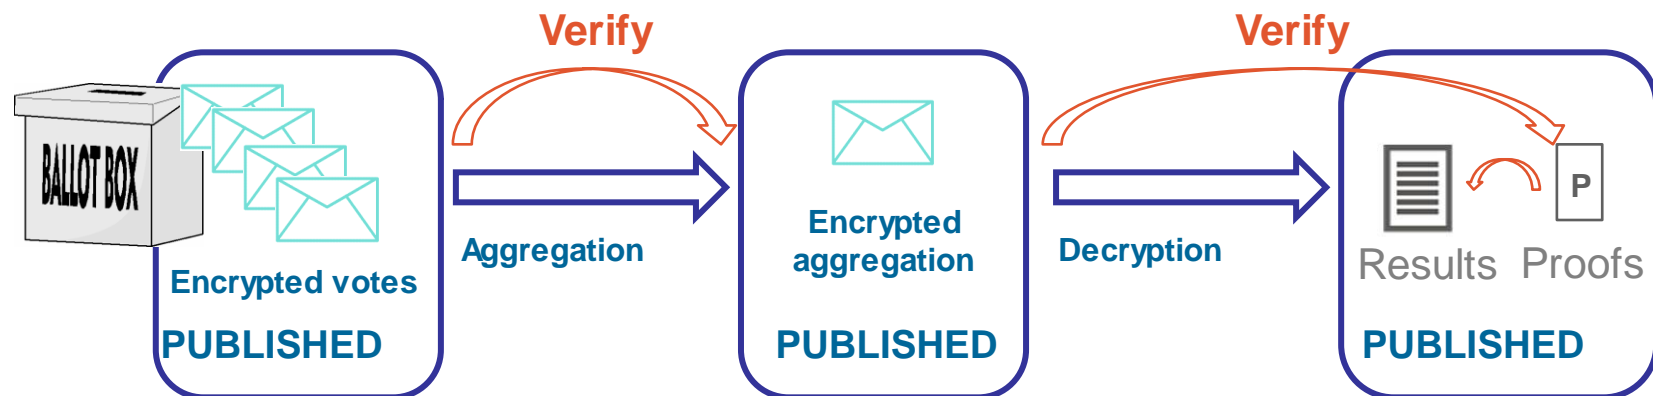 Verify
Verify
BALLOT BOX
P
Encrypted votes
Aggregation
Encrypted
aggregation
Decryption
Results
Proofs
PUBLISHED
PUBLISHED
PUBLISHED